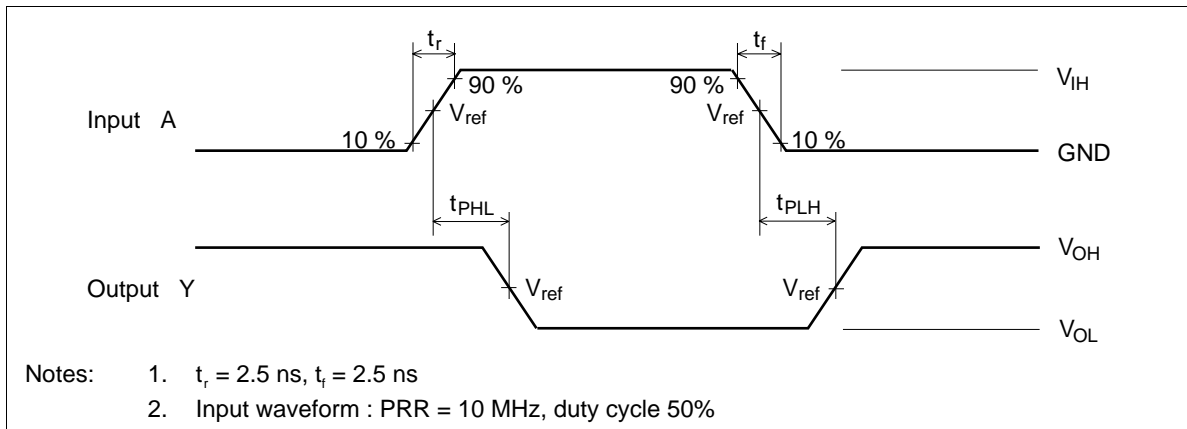 tr
tf
90 %
90 %
VIH
Input A
Vref
Vref
10 %
10 %
GND
tPHL
tPLH
VOH
Output Y
Vref
Vref
VOL
Notes: 1. tr = 2.5 ns, tf = 2.5 ns
2. Input waveform : PRR = 10 MHz, duty cycle 50%